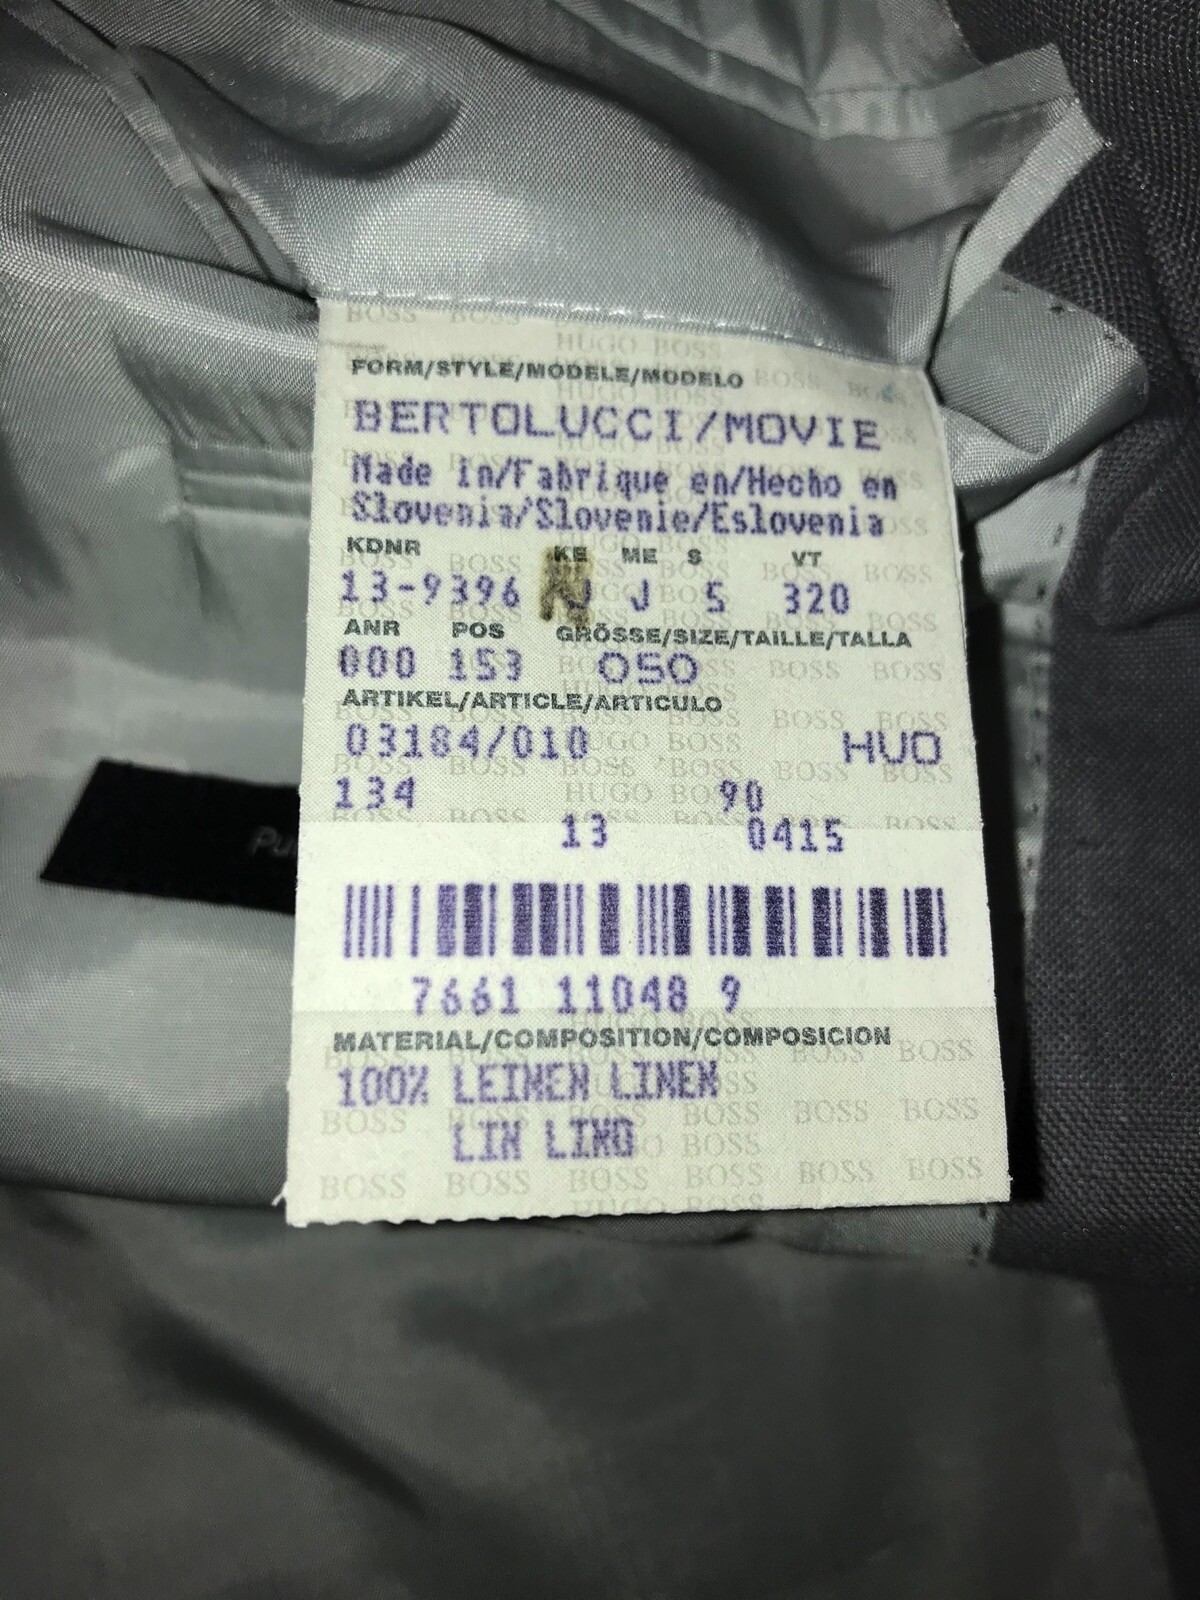 FORM/STYLE/MODELE/MODELO
BERTOLUCCI/MOVIE
Made in/Fabrique en/Hecho en
Slovenia/Slovenie/Eslovenia
KDNR KE ME S VT
13-9396 J J S 320
ANR POS GRÖSSE/SIZE/TAILLE/TALLA
000 153 050
ARTIKEL/ARTICLE/ARTICULO
03184/010 HUO
134 90
13 0415
7661 11048 9
MATERIAL/COMPOSITION/COMPOSICION
100% LEINEN LINEN
LIN LINO